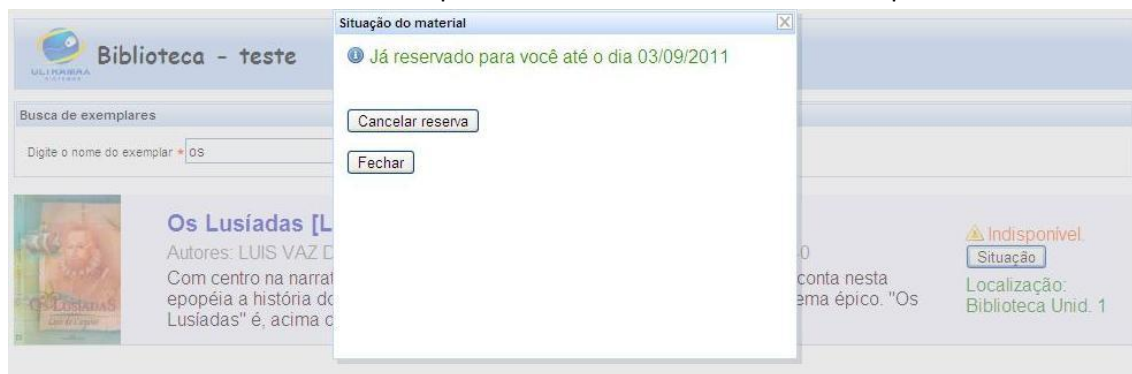 Situação do material
Já reservado para você até o dia 03/09/2011
Cancelar reserva
Fechar
Biblioteca - teste
Busca de exemplares
Digite o nome do exemplar * os
Os Lusíadas [L
Autores: LUIS VAZ D
Com centro na narrat conta nesta
epopéia a história do ema épico. "Os
Lusíadas" é, acima d
Indisponível.
Situação
Localização:
Biblioteca Unid. 1
OS LUSÍADAS